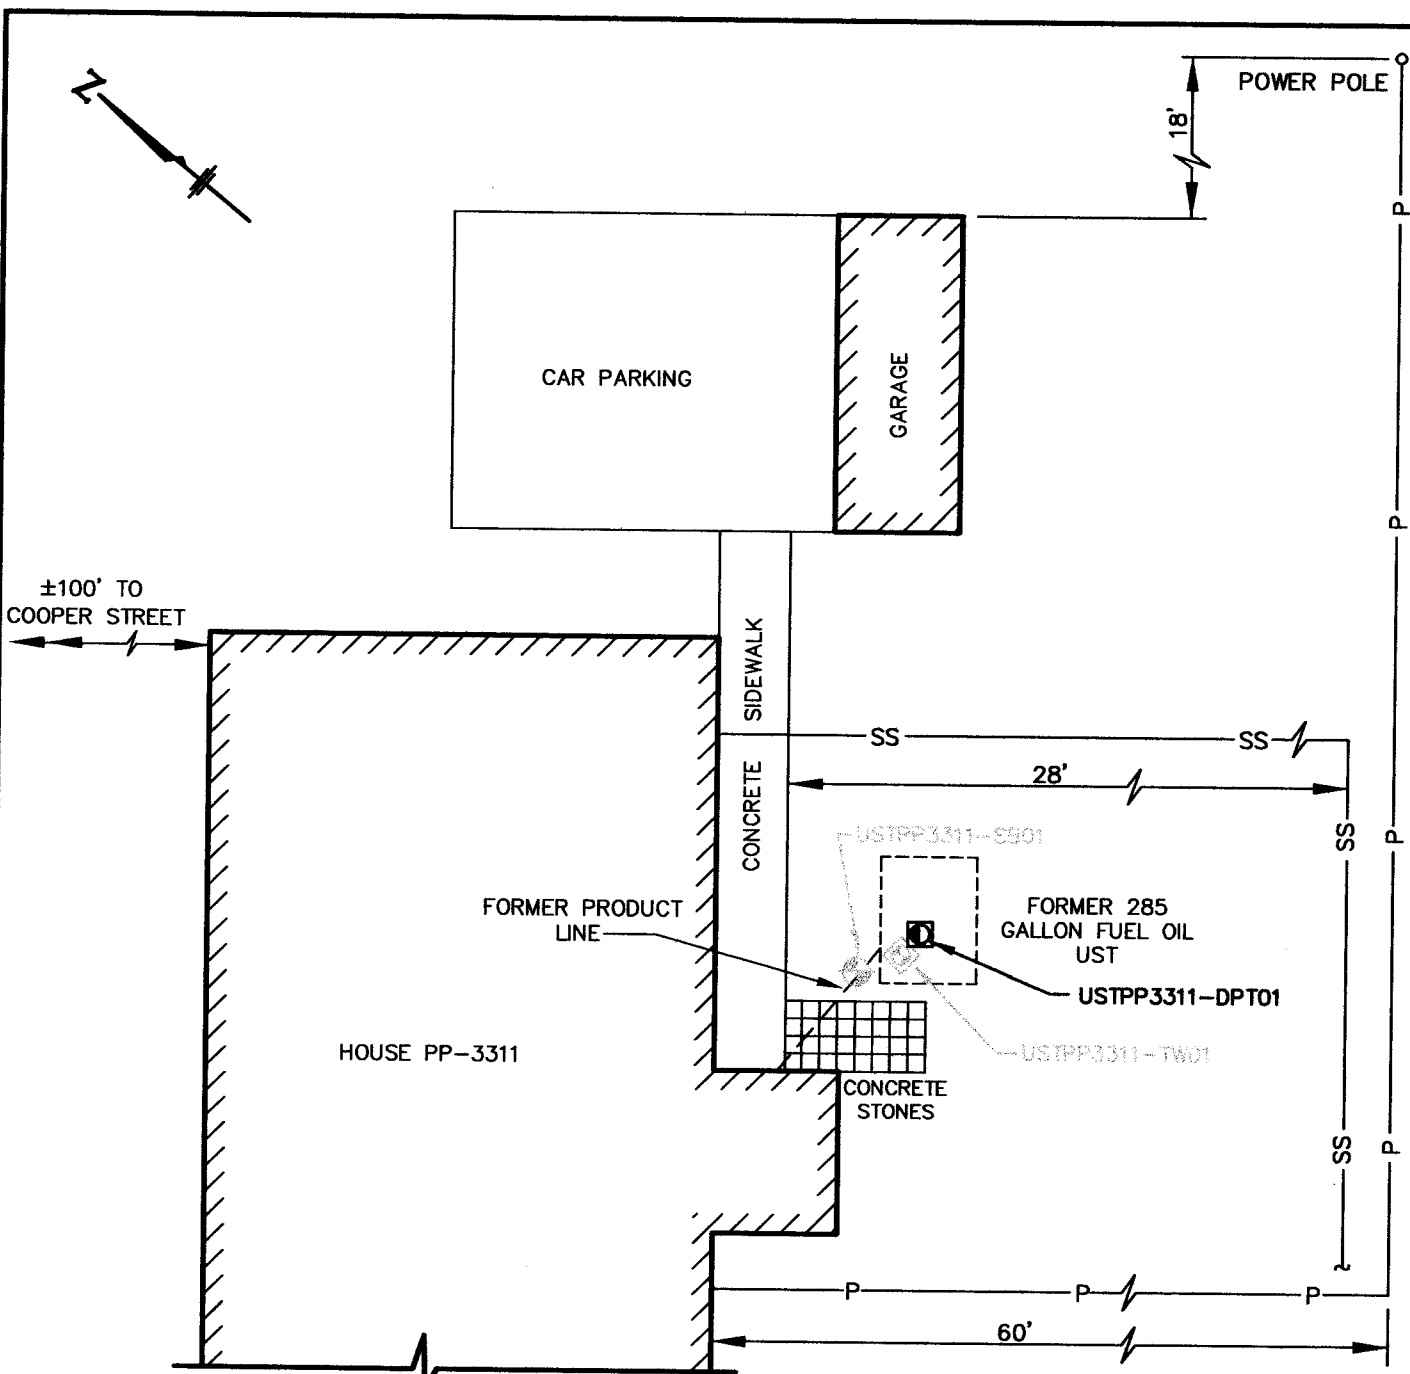 N
POWER POLE
18'
P
CAR PARKING
GARAGE
P
±100' TO
COOPER STREET
CONCRETE SIDEWALK
SS
SS
28'
SS
P
USTPP3311-SB01
FORMER PRODUCT
LINE
FORMER 285
GALLON FUEL OIL
UST
USTPP3311-DPT01
HOUSE PP-3311
USTPP3311-TW01
CONCRETE
STONES
SS
P
P
P
P
60'